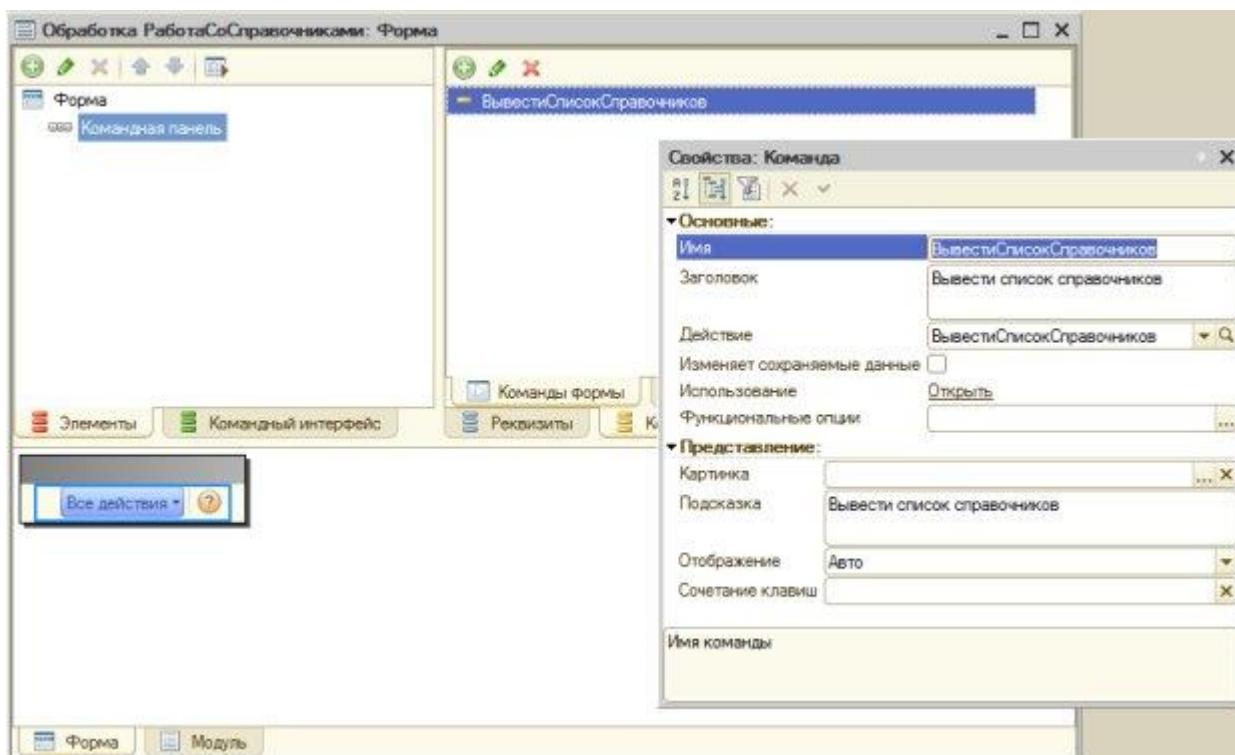 Обработка РаботаСоСправочниками: Форма
Форма
Командная панель
ВывестиСписокСправочников
Команды формы
Элементы
Командный интерфейс
Реквизиты
К
Все действия
Форма
Модуль
Свойства: Команда
Основные:
Имя ВывестиСписокСправочников
Заголовок Вывести список справочников
Действие ВывестиСписокСправочников
Изменяет сохраняемые данные
Использование Открыть
Функциональные опции
Представление:
Картинка
Подсказка Вывести список справочников
Отображение Авто
Сочетание клавиш
Имя команды